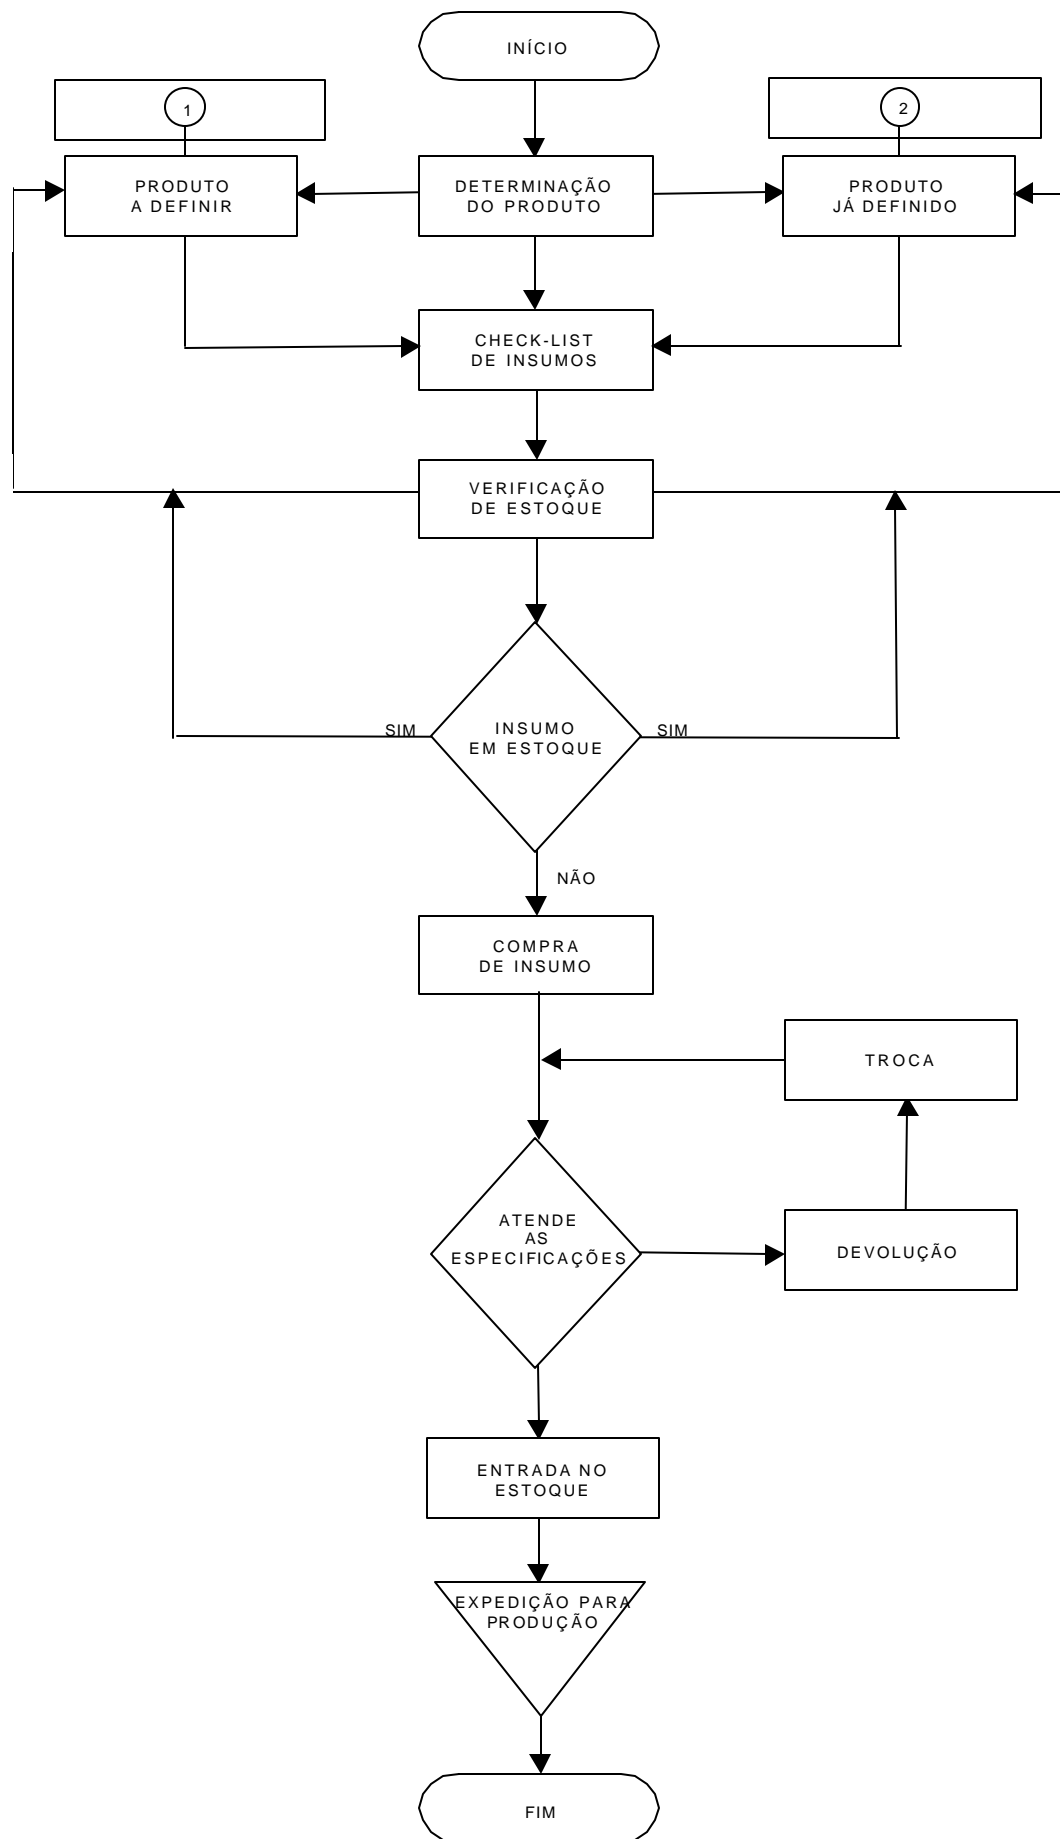 INÍCIO
1
2
PRODUTO
A DEFINIR
DETERMINAÇÃO
DO PRODUTO
PRODUTO
JÁ DEFINIDO
CHECK-LIST
DE INSUMOS
VERIFICAÇÃO
DE ESTOQUE
SIM
INSUMO
EM ESTOQUE
SIM
NÃO
COMPRA
DE INSUMO
TROCA
ATENDE
AS
ESPECIFICAÇÕES
DEVOLUÇÃO
ENTRADA NO
ESTOQUE
EXPEDIÇÃO PARA
PRODUÇÃO
FIM